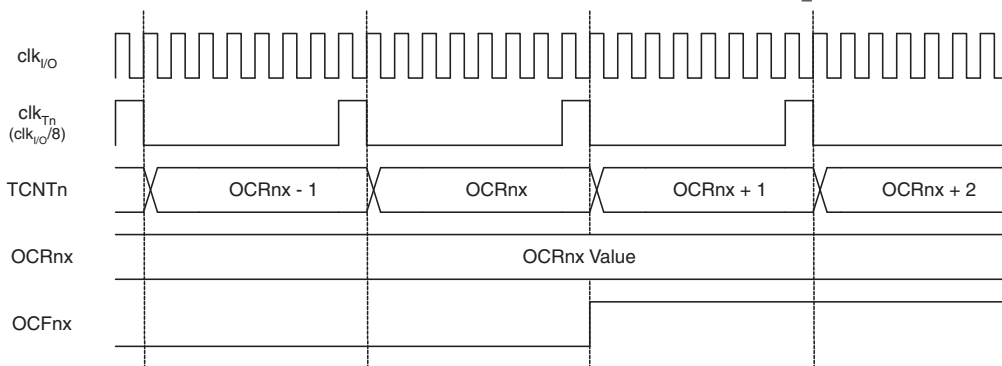 clkI/O
clkTn
(clkI/O/8)
TCNTn
OCRnx - 1
OCRnx
OCRnx + 1
OCRnx + 2
OCRnx
OCRnx Value
OCFnx